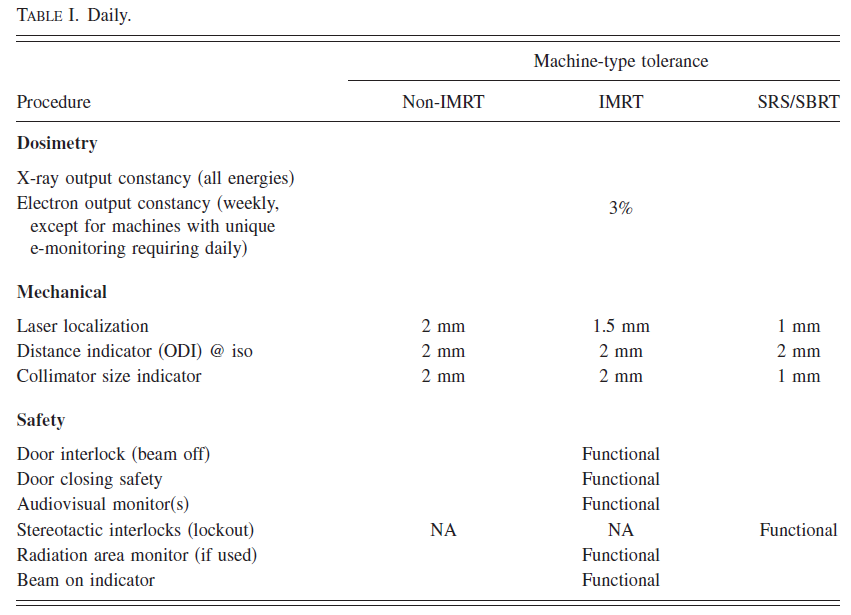 TABLE I. Daily.
Machine-type tolerance
Procedure Non-IMRT IMRT SRS/SBRT
Dosimetry
X-ray output constancy (all energies)
Electron output constancy (weekly,
3%
except for machines with unique
e-monitoring requiring daily)
Mechanical
Laser localization 2 mm 1.5 mm 1 mm
Distance indicator (ODI) @ iso 2 mm 2 mm 2 mm
Collimator size indicator 2 mm 2 mm 1 mm
Safety
Door interlock (beam off) Functional
Door closing safety Functional
Audiovisual monitor(s) Functional
Stereotactic interlocks (lockout) NA NA Functional
Radiation area monitor (if used) Functional
Beam on indicator Functional